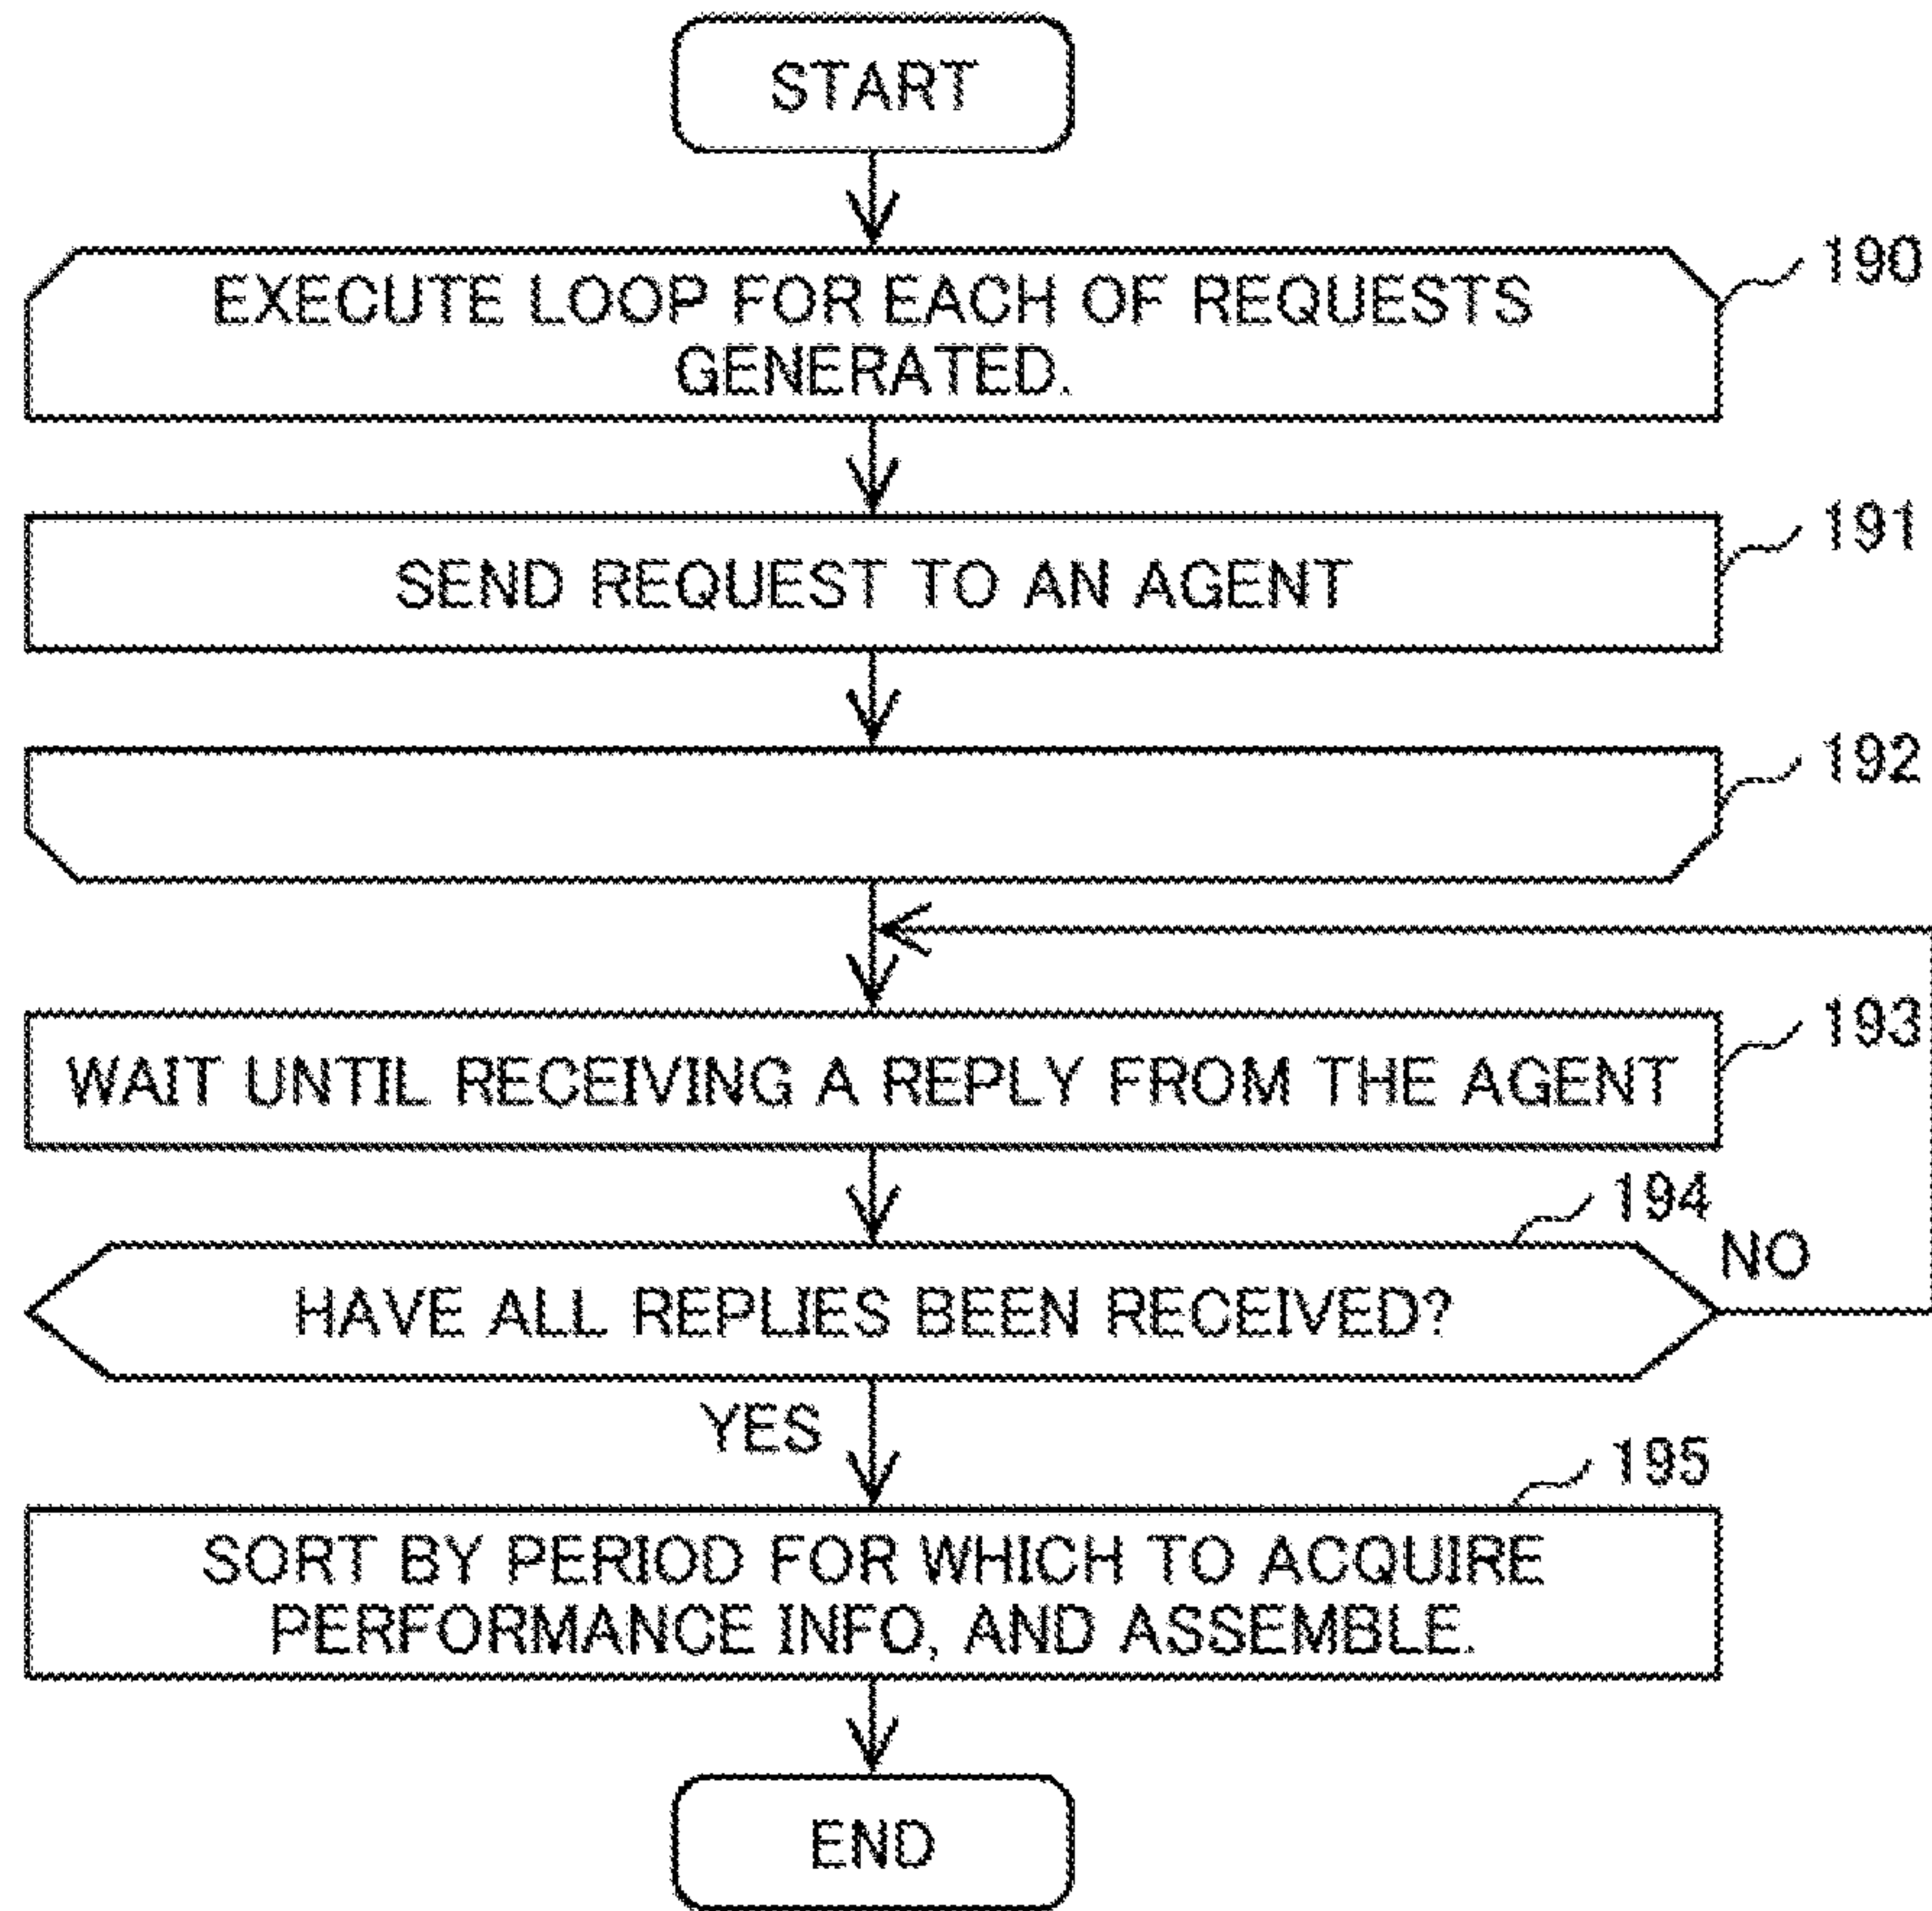 START
EXECUTE LOOP FOR EACH OF REQUESTS
GENERATED.
190
SEND REQUEST TO AN AGENT
191
192
WAIT UNTIL RECEIVING A REPLY FROM THE AGENT
193
194
HAVE ALL REPLIES BEEN RECEIVED?
NO
YES
195
SORT BY PERIOD FOR WHICH TO ACQUIRE
PERFORMANCE INFO, AND ASSEMBLE.
END